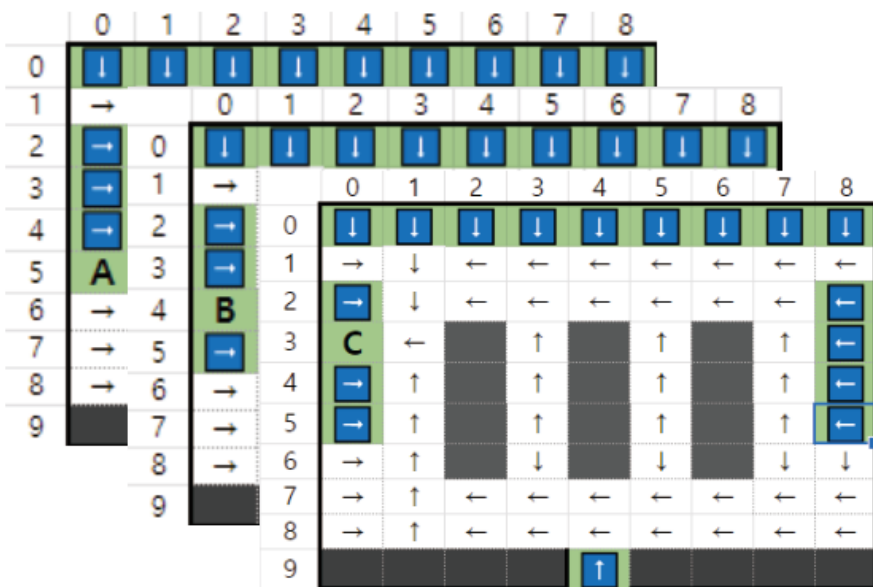 0 1 2 3 4 5 6 7 8
0 ↓ ↓ ↓ ↓ ↓ ↓ ↓ ↓ ↓
1 →
2 →
3 →
4 →
5 A
6 →
7 →
8 →
9
0 1 2 3 4 5 6 7 8
0 ↓ ↓ ↓ ↓ ↓ ↓ ↓ ↓ ↓
1 →
2 →
3 →
4 B
5 →
6 →
7 →
8 →
9
0 1 2 3 4 5 6 7 8
0 ↓ ↓ ↓ ↓ ↓ ↓ ↓ ↓ ↓
1 → ↓ ← ← ← ← ← ← ←
2 → ↓ ← ← ← ← ← ← ←
3 C ← ↑ ↑ ↑ ←
4 → ↑ ↑ ↑ ↑ ←
5 → ↑ ↑ ↑ ↑ ←
6 → ↑ ↓ ↓ ↓ ↓
7 → ↑ ← ← ← ← ← ← ←
8 → ↑ ← ← ← ← ← ← ←
9 ↑